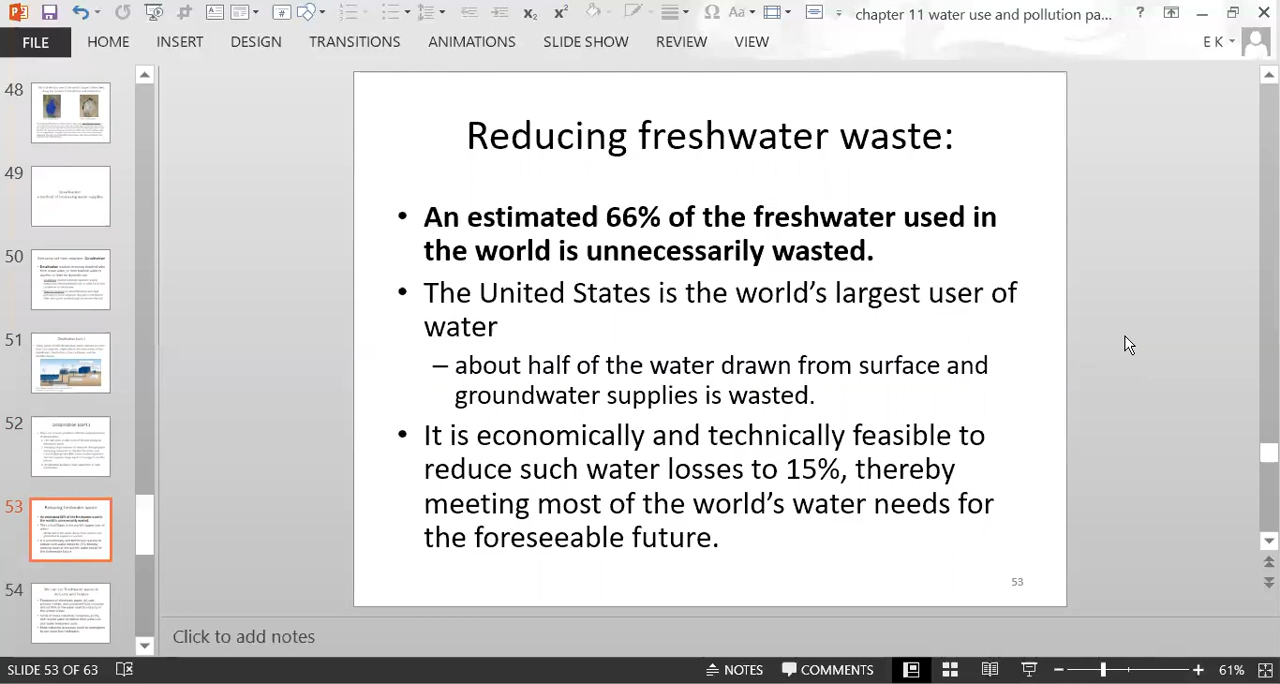 chapter 11 water use and pollution pa...
FILE HOME INSERT DESIGN TRANSITIONS ANIMATIONS SLIDE SHOW REVIEW VIEW E K
48
49
50
51
52
53
54
Reducing freshwater waste:
• An estimated 66% of the freshwater used in
the world is unnecessarily wasted.
• The United States is the world's largest user of
water
– about half of the water drawn from surface and
groundwater supplies is wasted.
• It is economically and technically feasible to
reduce such water losses to 15%, thereby
meeting most of the world's water needs for
the foreseeable future.
53
Click to add notes
SLIDE 53 OF 63 NOTES COMMENTS 61%